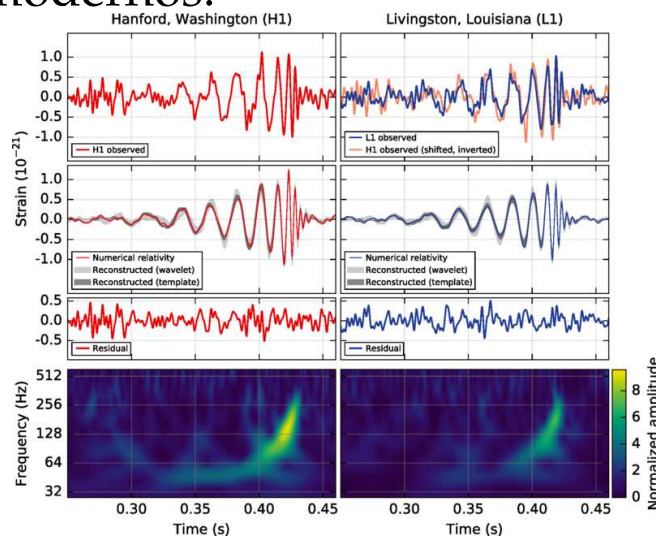 modernos.
Hanford, Washington (H1)
Livingston, Louisiana (L1)
Strain (10⁻²¹)
1.0
0.5
0.0
-0.5
-1.0
H1 observed
L1 observed
H1 observed (shifted, inverted)
1.0
0.5
0.0
-0.5
-1.0
Numerical relativity
Reconstructed (wavelet)
Reconstructed (template)
Numerical relativity
Reconstructed (wavelet)
Reconstructed (template)
0.5
0.0
-0.5
Residual
Residual
Frequency (Hz)
512
256
128
64
32
0.30
0.35
0.40
0.45
0.30
0.35
0.40
0.45
Time (s)
Time (s)
8
6
4
2
0
Normalized amplitude